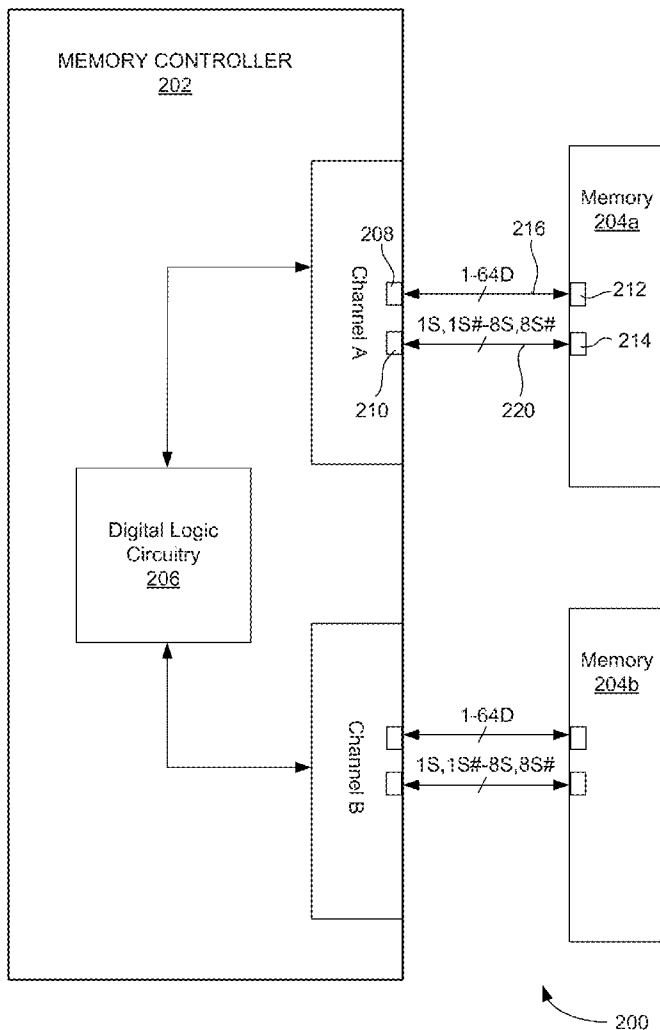 MEMORY CONTROLLER
202
Memory
204a
208
216
Channel A
1-64D
212
1S,1S#-8S,8S#
214
210
220
Digital Logic
Circuitry
206
Memory
204b
Channel B
1-64D
1S,1S#-8S,8S#
200